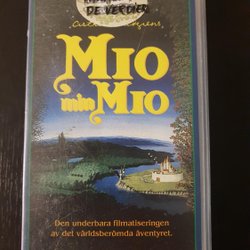 DE VERDIER
MIO
min MIO
Den underbara filmatiseringen
av det världsberömda äventyret.